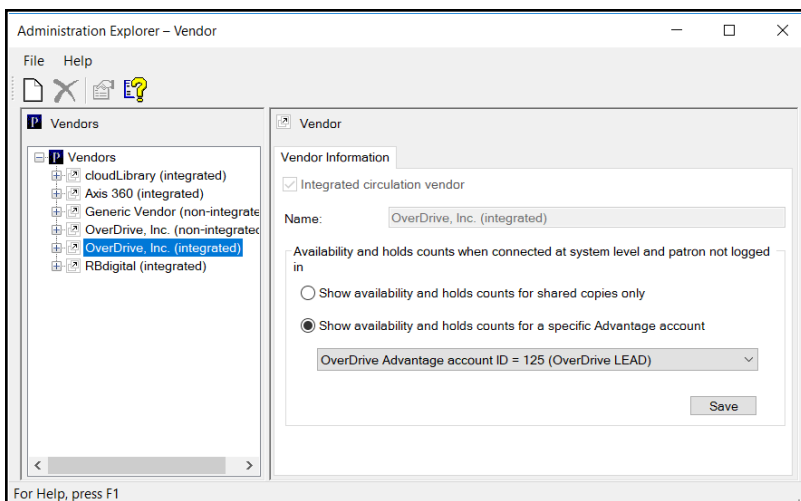 Administration Explorer – Vendor
File Help
P Vendors
P Vendors
cloudLibrary (integrated)
Axis 360 (integrated)
Generic Vendor (non-integrate
OverDrive, Inc. (non-integrated
OverDrive, Inc. (integrated)
RBdigital (integrated)
Vendor
Vendor Information
Integrated circulation vendor
Name: OverDrive, Inc. (integrated)
Availability and holds counts when connected at system level and patron not logged
in
Show availability and holds counts for shared copies only
Show availability and holds counts for a specific Advantage account
OverDrive Advantage account ID = 125 (OverDrive LEAD)
Save
For Help, press F1